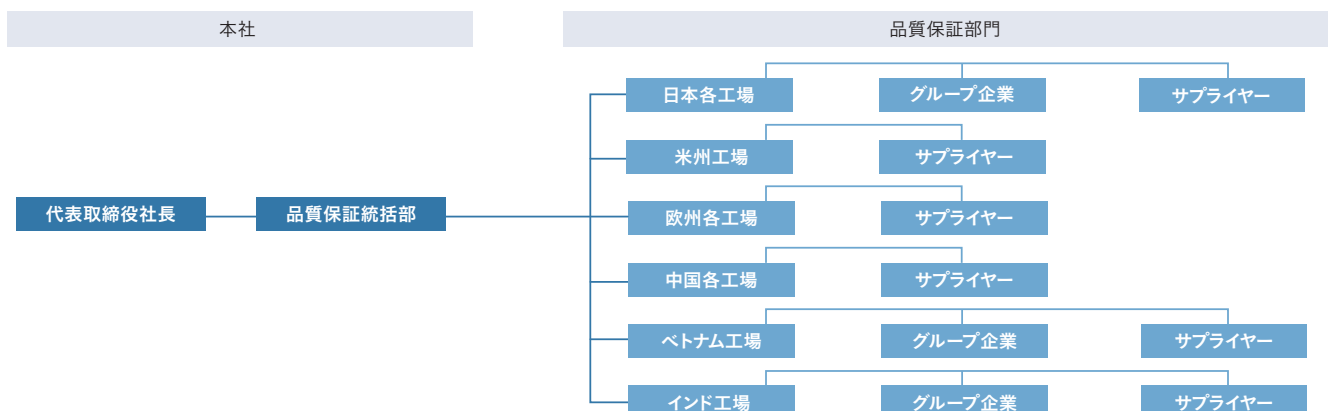 本社
品質保証部門
日本各工場
グループ企業
サプライヤー
米州工場
サプライヤー
代表取締役社長
品質保証統括部
欧州各工場
サプライヤー
中国各工場
サプライヤー
ベトナム工場
グループ企業
サプライヤー
インド工場
グループ企業
サプライヤー